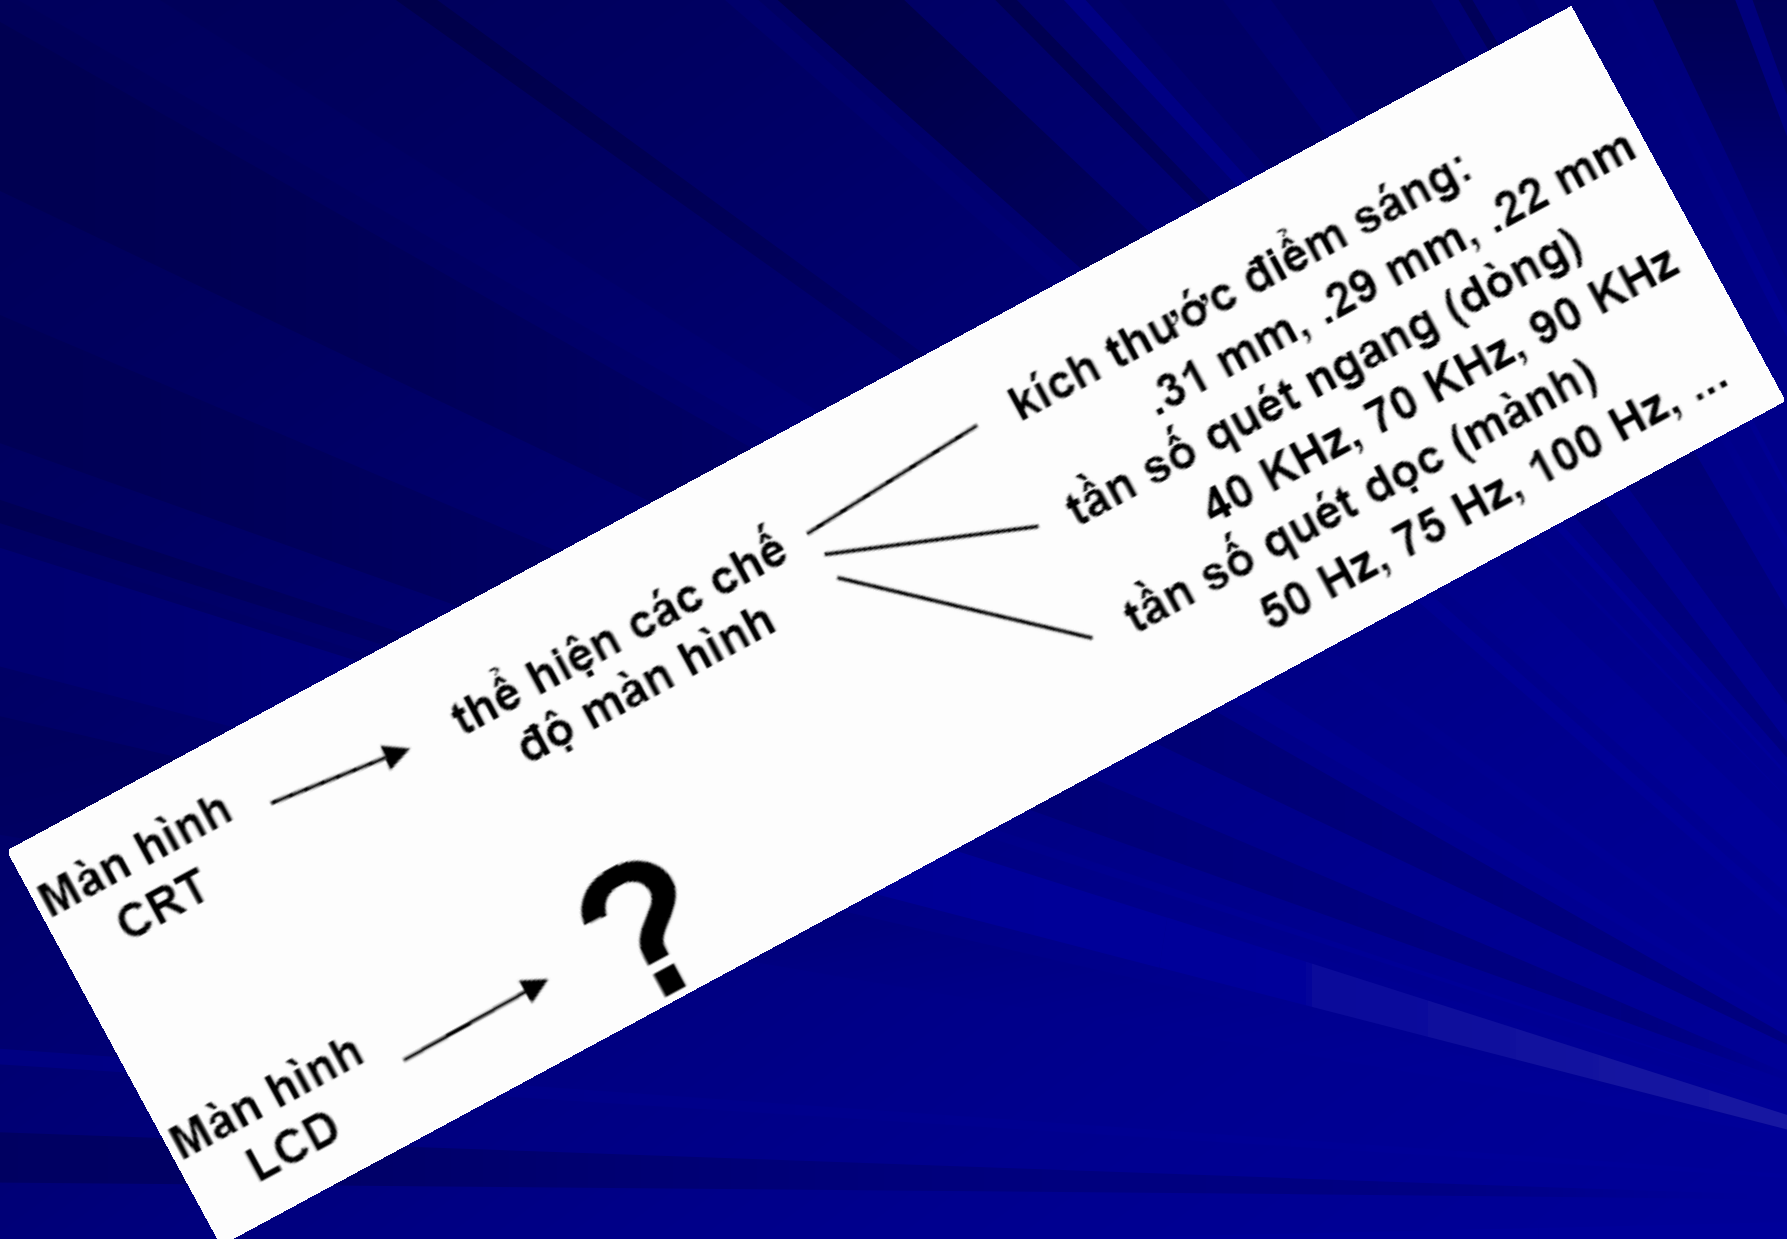 Màn hình
CRT
thể hiện các chế
độ màn hình
kích thước điểm sáng:
.31 mm, .29 mm, .22 mm
tần số quét ngang (dòng)
40 KHz, 70 KHz, 90 KHz
tần số quét dọc (mành)
50 Hz, 75 Hz, 100 Hz, ...
Màn hình
LCD
?